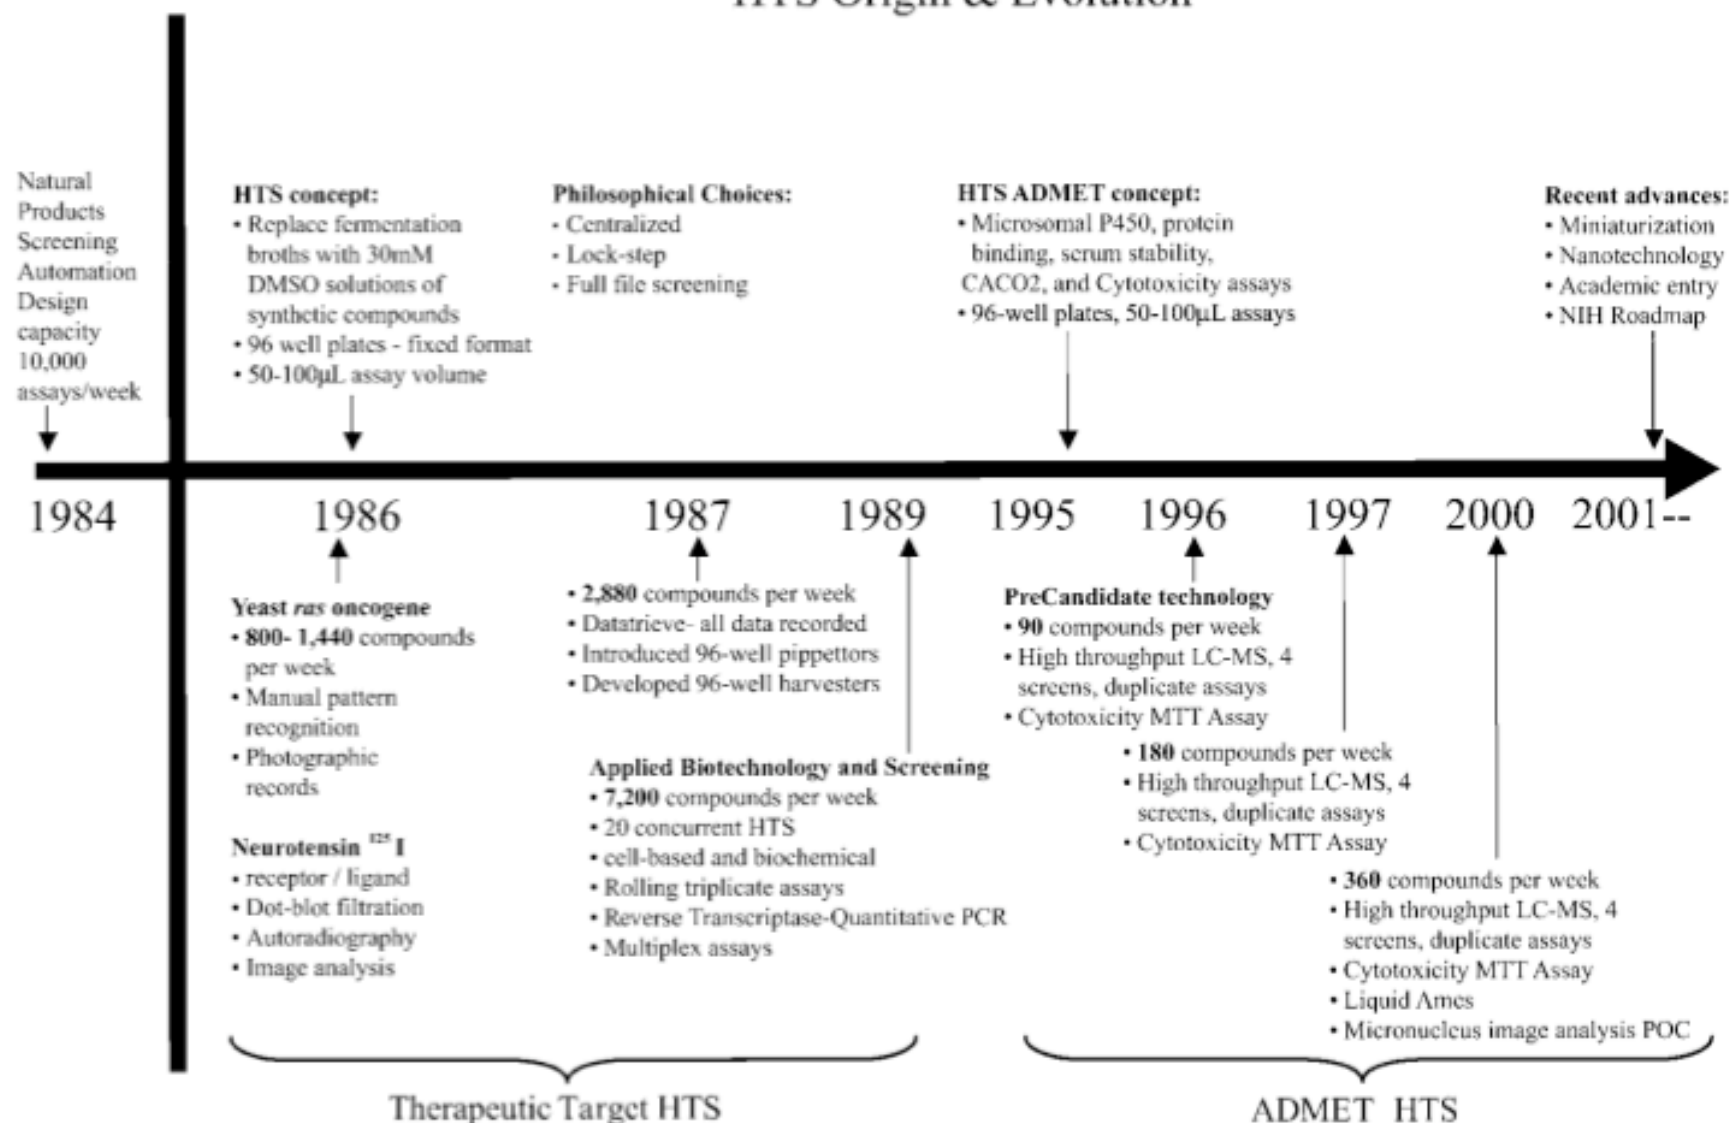 HTS Origin & Evolution
Natural
Products
Screening
Automation
Design
capacity
10,000
assays/week
HTS concept:
• Replace fermentation
broths with 30mM
DMSO solutions of
synthetic compounds
• 96 well plates - fixed format
• 50-100µL assay volume
Philosophical Choices:
- Centralized
- Lock-step
- Full file screening
HTS ADMET concept:
• Microsomal P450, protein
binding, serum stability,
CACO2, and Cytotoxicity assays
• 96-well plates, 50-100µL assays
Recent advances:
• Miniaturization
• Nanotechnology
• Academic entry
• NIH Roadmap
1984
1986
1987
1989
1995
1996
1997
2000
2001--
Yeast ras oncogene
• 800- 1,440 compounds
per week
• Manual pattern
recognition
• Photographic
records
Neurotensin ¹²⁵ I
• receptor / ligand
• Dot-blot filtration
• Autoradiography
• Image analysis
• 2,880 compounds per week
• Datatrieve- all data recorded
• Introduced 96-well pippettors
• Developed 96-well harvesters
Applied Biotechnology and Screening
• 7,200 compounds per week
• 20 concurrent HTS
• cell-based and biochemical
• Rolling triplicate assays
• Reverse Transcriptase-Quantitative PCR
• Multiplex assays
PreCandidate technology
• 90 compounds per week
• High throughput LC-MS, 4
screens, duplicate assays
• Cytotoxicity MTT Assay
• 180 compounds per week
• High throughput LC-MS, 4
screens, duplicate assays
• Cytotoxicity MTT Assay
• 360 compounds per week
• High throughput LC-MS, 4
screens, duplicate assays
• Cytotoxicity MTT Assay
• Liquid Ames
• Micronucleus image analysis POC
Therapeutic Target HTS
ADMET HTS